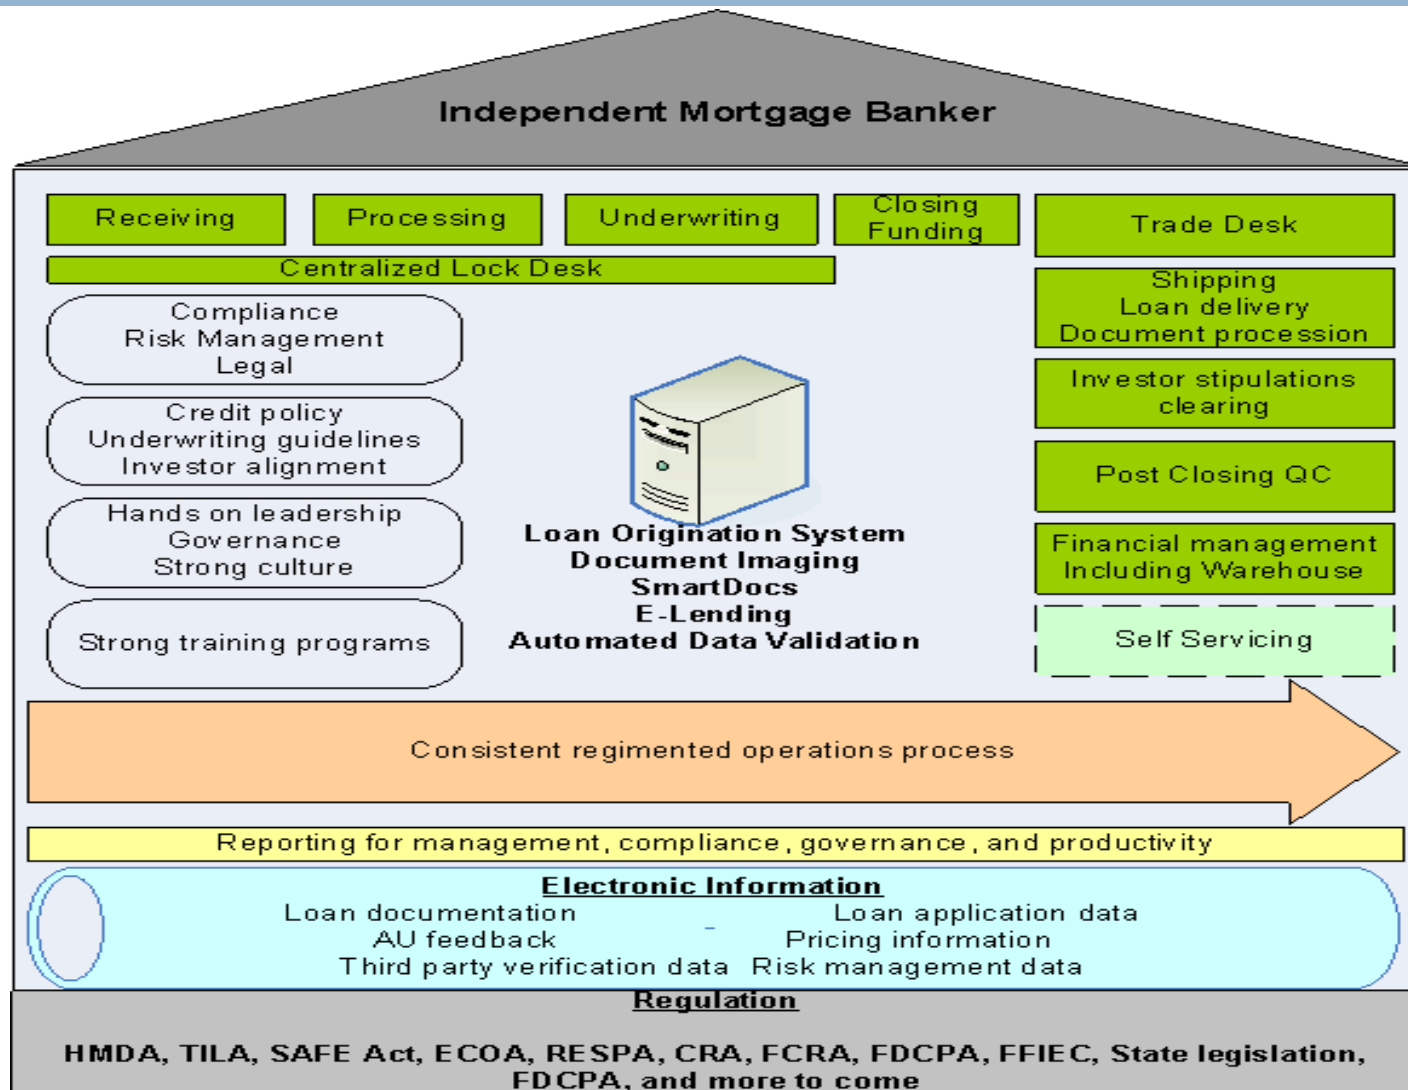 Independent Mortgage Banker
Receiving
Processing
Underwriting
Closing
Funding
Trade Desk
Centralized Lock Desk
Compliance
Risk Management
Legal
Credit policy
Underwriting guidelines
Investor alignment
Hands on leadership
Governance
Strong culture
Strong training programs
Loan Origination System
Document Imaging
SmartDocs
E-Lending
Automated Data Validation
Shipping
Loan delivery
Document procession
Investor stipulations
clearing
Post Closing QC
Financial management
Including Warehouse
Self Servicing
Consistent regimented operations process
Reporting for management, compliance, governance, and productivity
Electronic Information
Loan documentation Loan application data
AU feedback - Pricing information
Third party verification data Risk management data
Regulation
HMDA, TILA, SAFE Act, ECOA, RESPA, CRA, FCRA, FDCPA, FFIEC, State legislation,
FDCPA, and more to come